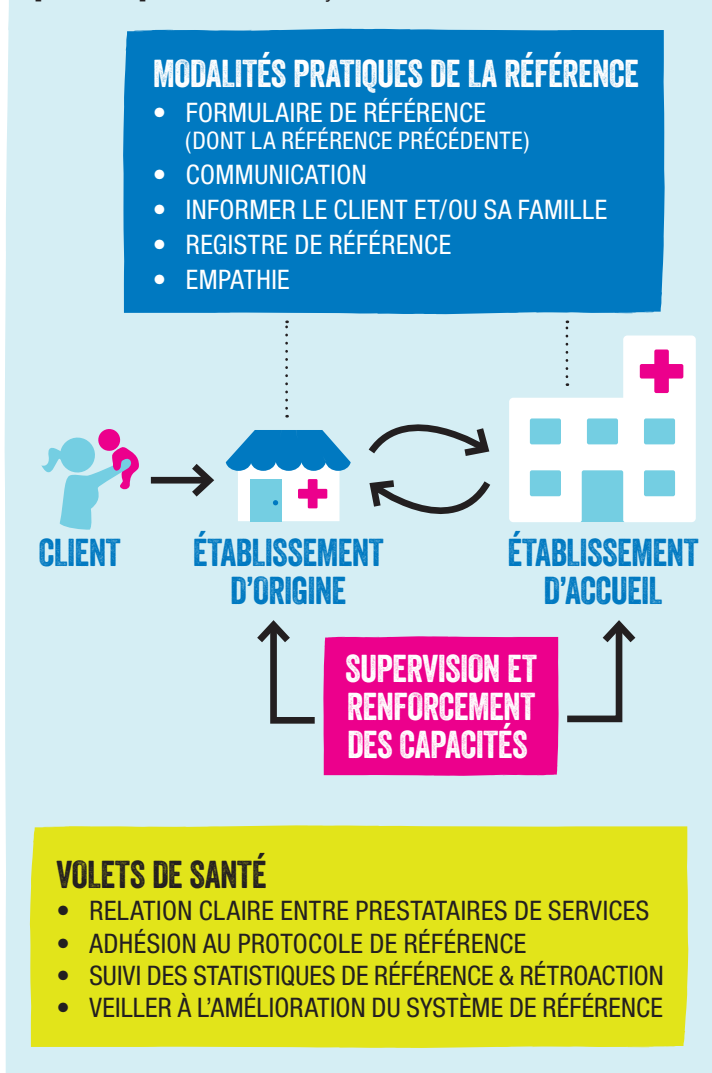 MODALITÉS PRATIQUES DE LA RÉFÉRENCE
• FORMULAIRE DE RÉFÉRENCE
(DONT LA RÉFÉRENCE PRÉCÉDENTE)
• COMMUNICATION
• INFORMER LE CLIENT ET/OU SA FAMILLE
• REGISTRE DE RÉFÉRENCE
• EMPATHIE
CLIENT
ÉTABLISSEMENT
D'ORIGINE
ÉTABLISSEMENT
D'ACCUEIL
SUPERVISION ET
RENFORCEMENT
DES CAPACITÉS
VOLETS DE SANTÉ
• RELATION CLAIRE ENTRE PRESTATAIRES DE SERVICES
• ADHÉSION AU PROTOCOLE DE RÉFÉRENCE
• SUIVI DES STATISTIQUES DE RÉFÉRENCE & RÉTROACTION
• VEILLER À L'AMÉLIORATION DU SYSTÈME DE RÉFÉRENCE